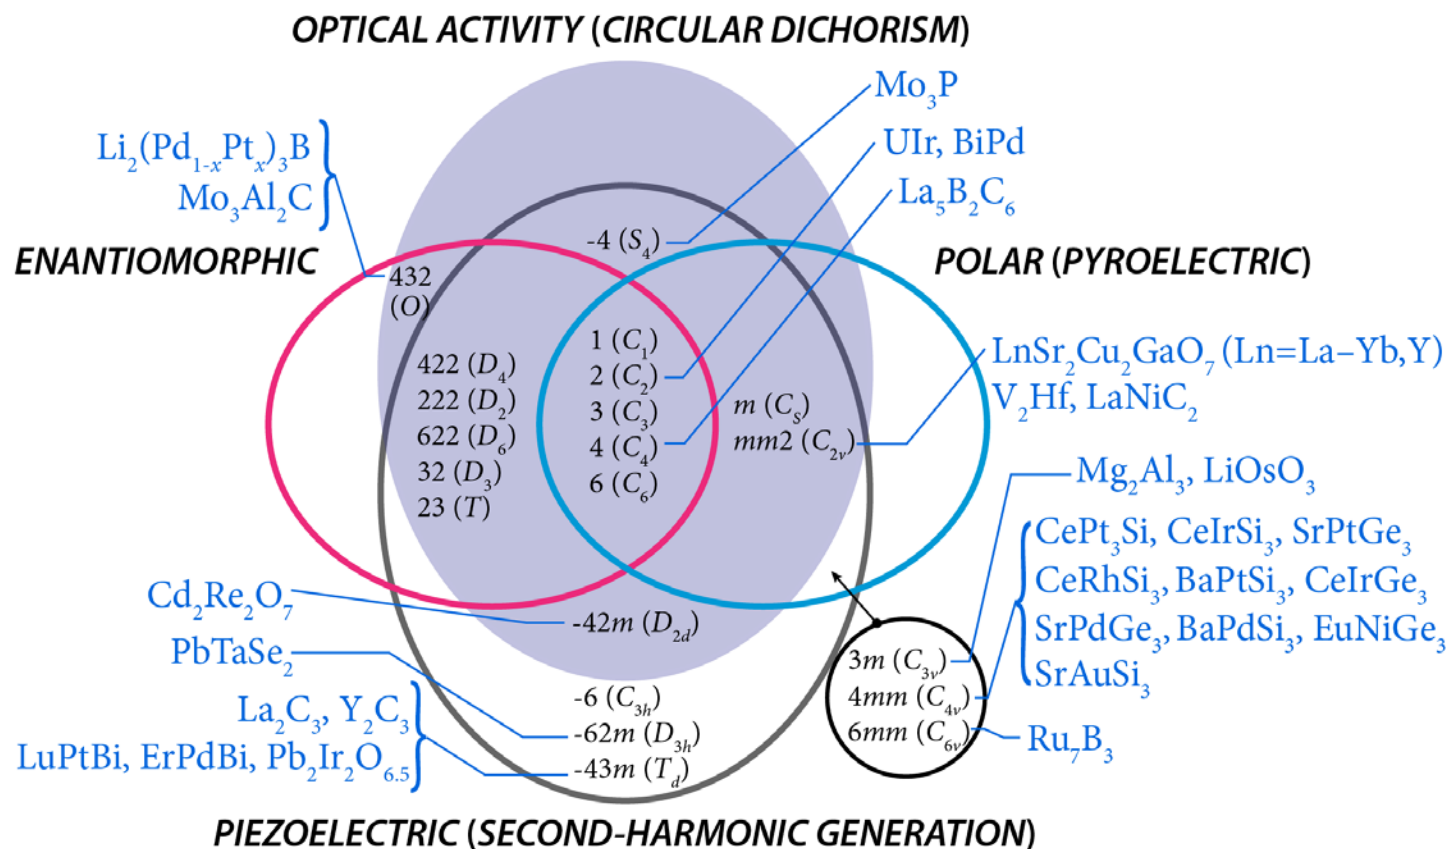 OPTICAL ACTIVITY (CIRCULAR DICHORISM)
Mo₃P
Li₂(Pd₁₋ₓPtₓ)₃B
Mo₃Al₂C
UIr, BiPd
La₅B₂C₆
ENANTIOMORPHIC
POLAR (PYROELECTRIC)
-4 (S₄)
432
(O)
1 (C₁)
2 (C₂)
3 (C₃)
4 (C₄)
6 (C₆)
422 (D₄)
222 (D₂)
622 (D₆)
32 (D₃)
23 (T)
m (Cₛ)
mm2 (C₂ᵥ)
LnSr₂Cu₂GaO₇ (Ln=La–Yb,Y)
V₂Hf, LaNiC₂
Mg₂Al₃, LiOsO₃
CePt₃Si, CeIrSi₃, SrPtGe₃
CeRhSi₃, BaPtSi₃, CeIrGe₃
SrPdGe₃, BaPdSi₃, EuNiGe₃
SrAuSi₃
Ru₇B₃
3m (C₃ᵥ)
4mm (C₄ᵥ)
6mm (C₆ᵥ)
Cd₂Re₂O₇
PbTaSe₂
La₂C₃, Y₂C₃
LuPtBi, ErPdBi, Pb₂Ir₂O₆.₅
-42m (D₂d)
-6 (C₃ₕ)
-62m (D₃ₕ)
-43m (T_d)
PIEZOELECTRIC (SECOND-HARMONIC GENERATION)